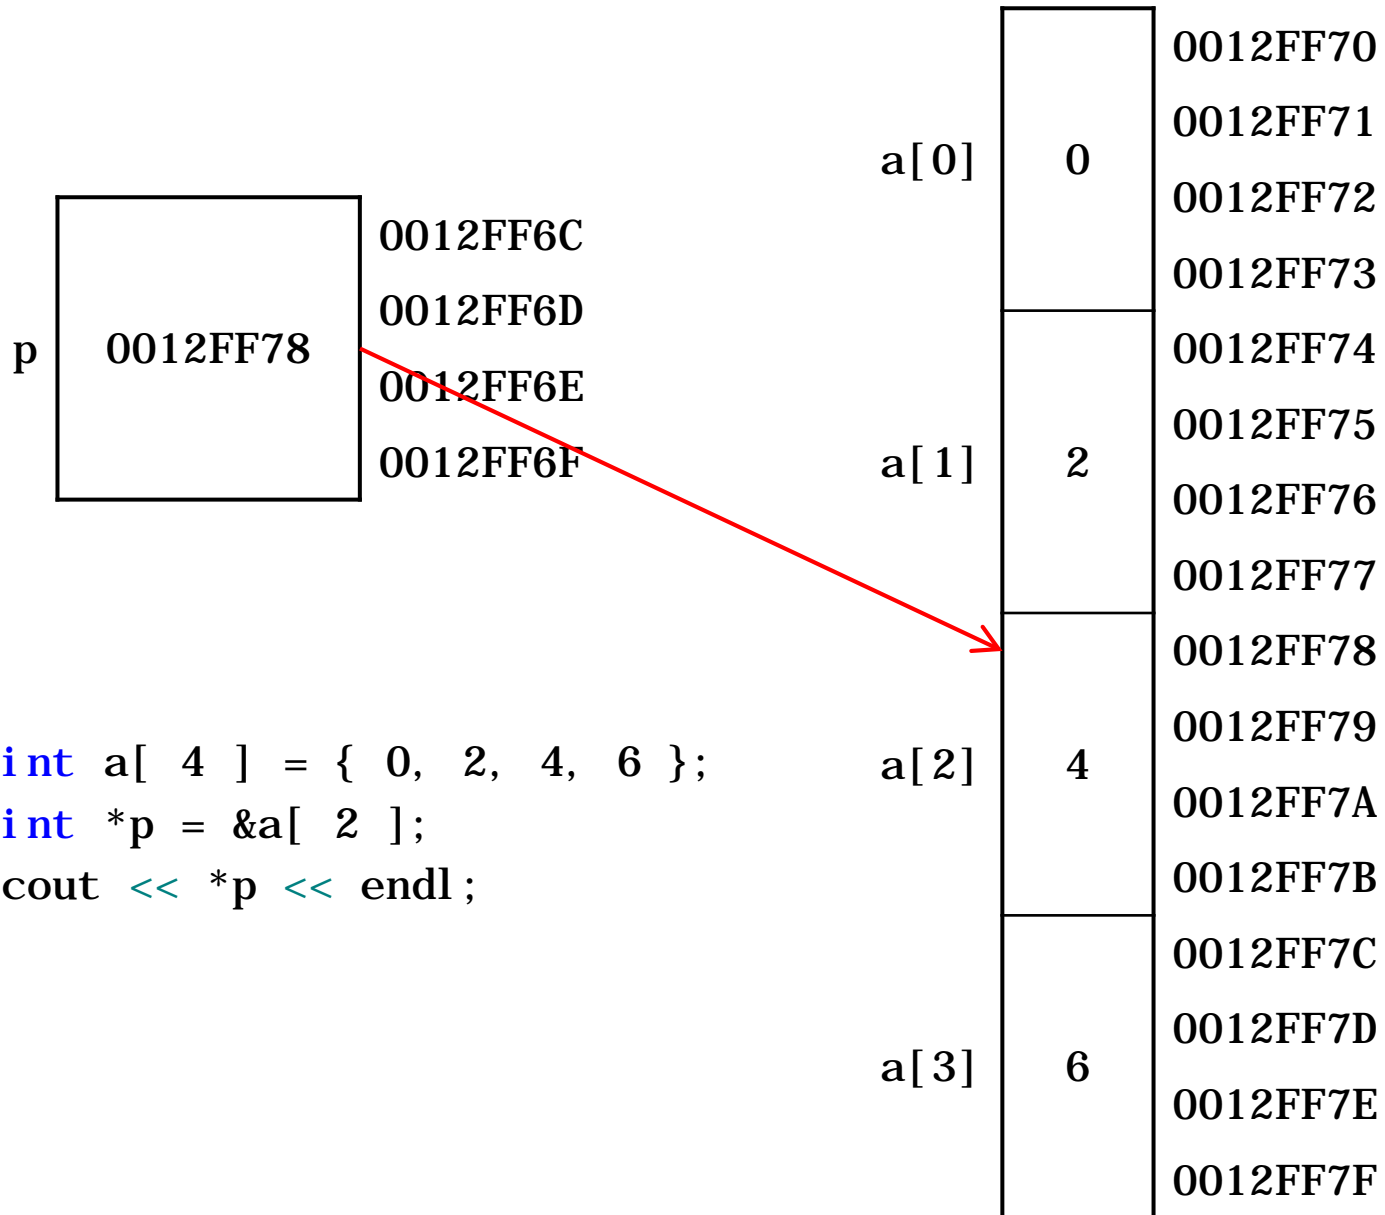 p
0012FF78
0012FF6C
0012FF6D
0012FF6E
0012FF6F
int a[ 4 ] = { 0, 2, 4, 6 };
int *p = &a[ 2 ];
cout << *p << endl;
a[0]
0
0012FF70
0012FF71
0012FF72
0012FF73
a[1]
2
0012FF74
0012FF75
0012FF76
0012FF77
a[2]
4
0012FF78
0012FF79
0012FF7A
0012FF7B
a[3]
6
0012FF7C
0012FF7D
0012FF7E
0012FF7F